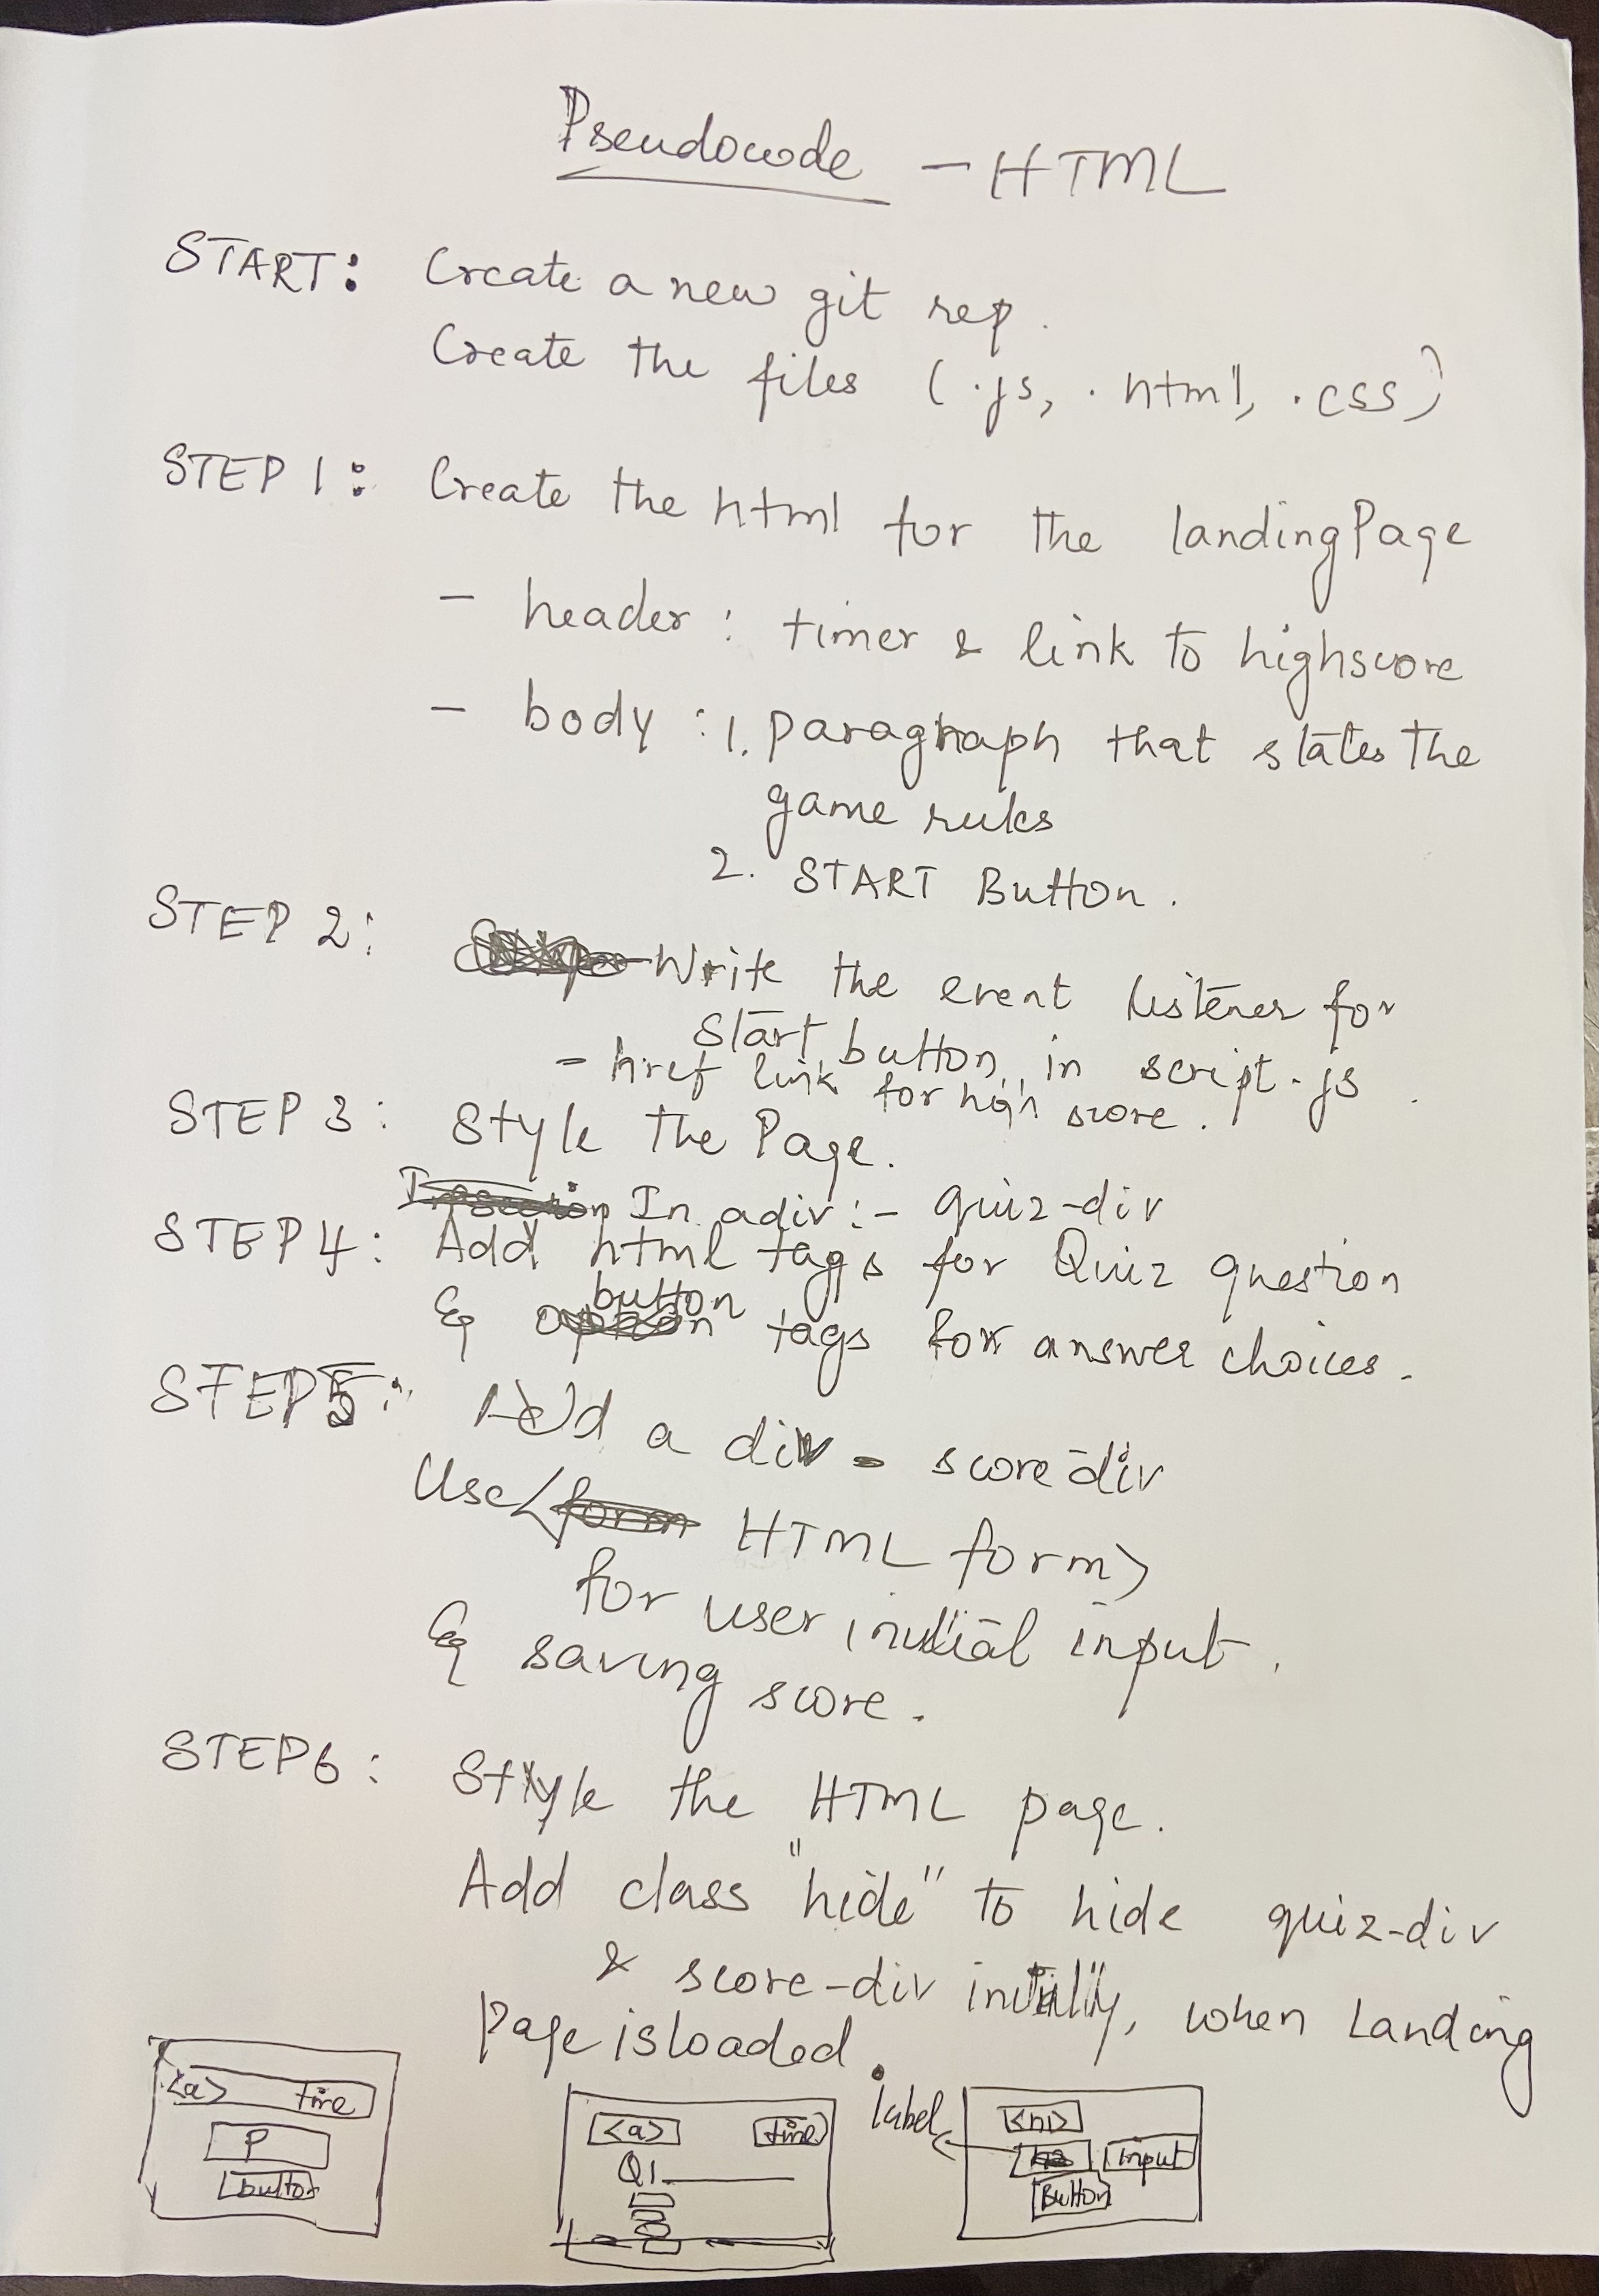 Pseudocode - HTML
START: Create a new git rep.
Create the files (.js, .html, .css)
STEP 1: Create the html for the landing Page
- header : timer & link to highscore
- body : 1. paragraph that states the
game rules
2. START Button.
STEP 2: Write the event listener for
Start button in script.js.
- href link for high score.
STEP 3: Style the Page.
In a div :- quiz-div
STEP 4: Add html tags for Quiz question
& button tags for answer choices.
STEP 5: Add a div - score div
Use <form HTML form>
for user initial input.
& saving score.
STEP 6: Style the HTML page.
Add class "hide" to hide quiz-div
& score-div initially, when Landing
Page is loaded.
<a> time
P
button
<a> time
Q1
label
<h1>
input
Button